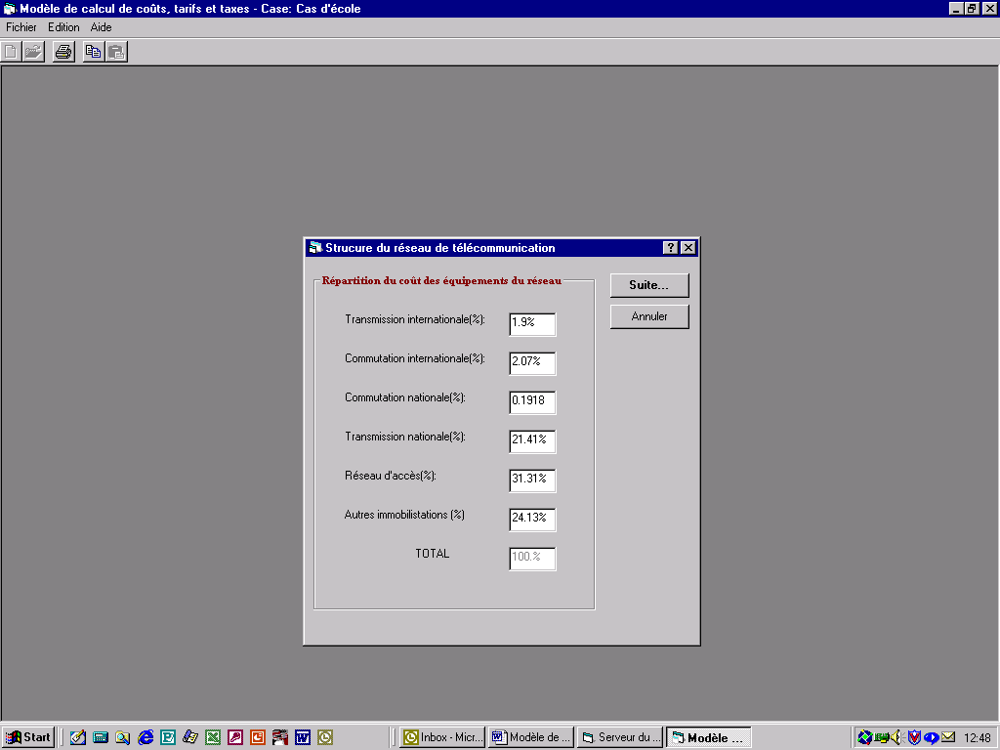 Modèle de calcul de coûts, tarifs et taxes - Case: Cas d'école
Fichier Edition Aide
Strucure du réseau de télécommunication
Répartition du coût des équipements du réseau
Suite...
Annuler
Transmission internationale(%): 1.9%
Commutation internationale(%): 2.07%
Commutation nationale(%): 0.1918
Transmission nationale(%): 21.41%
Réseau d'accès(%): 31.31%
Autres immobilistations (%) 24.13%
TOTAL 100.%
Start Inbox - Micr... Modèle de ... Serveur du ... Modèle ... 12:48